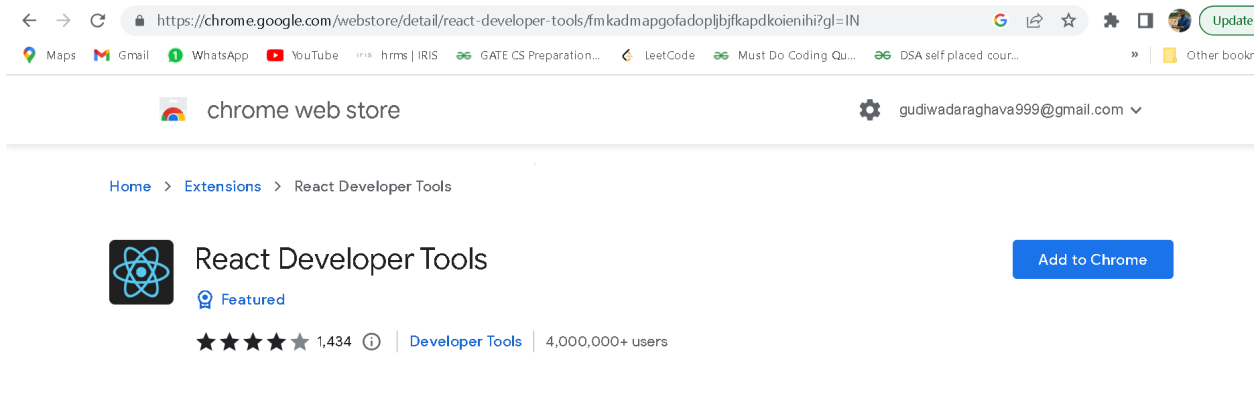 https://chrome.google.com/webstore/detail/react-developer-tools/fmkadmapgofadopljbjfkapdkoienihi?gl=IN Update
Maps Gmail WhatsApp YouTube hrms | IRIS GATE CS Preparation... LeetCode Must Do Coding Qu... DSA self placed cour... » Other bookr
chrome web store gudiwadaraghava999@gmail.com
Home > Extensions > React Developer Tools
React Developer Tools Add to Chrome
Featured
1,434 Developer Tools 4,000,000+ users